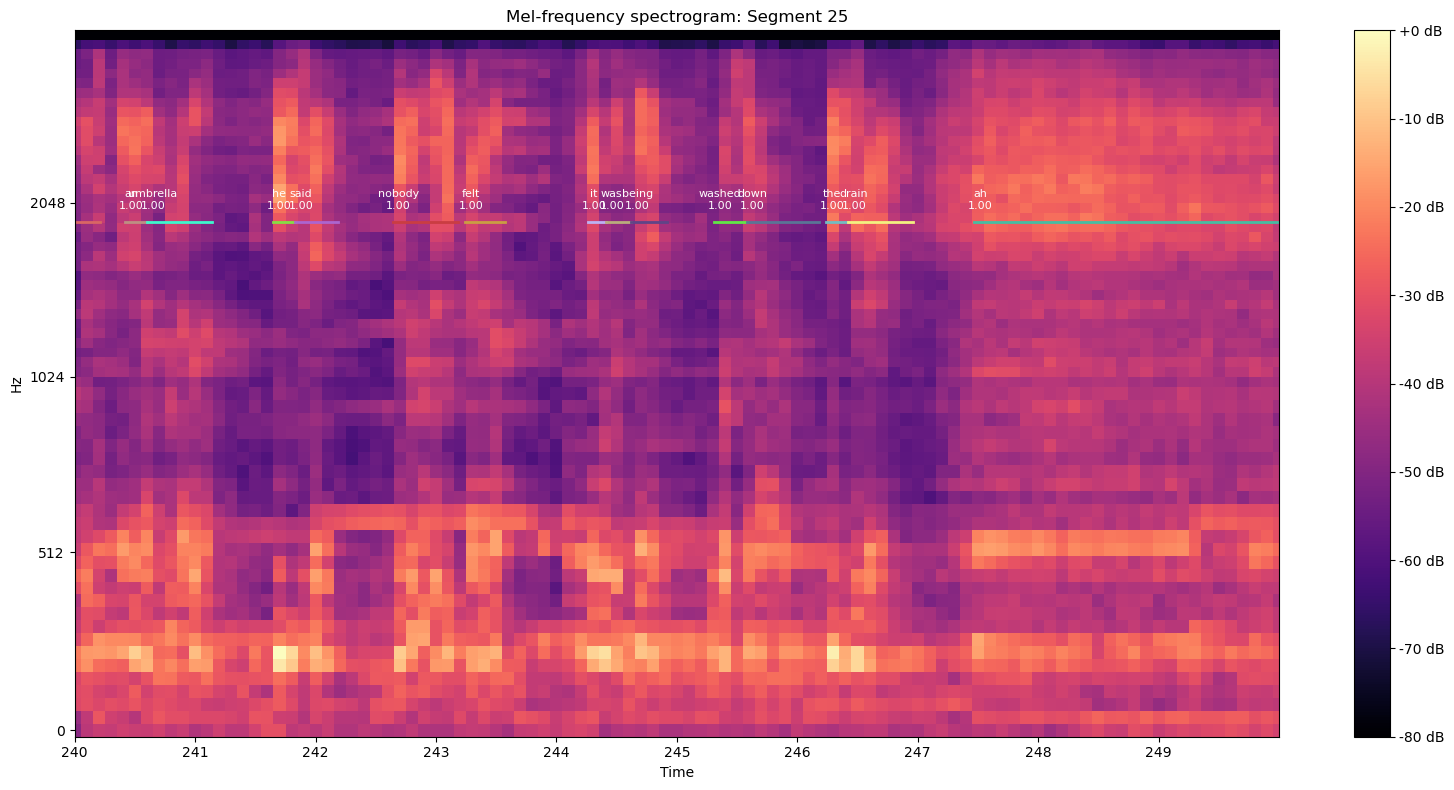 Mel-frequency spectrogram: Segment 25
+0 dB
-10 dB
-20 dB
-30 dB
-40 dB
-50 dB
-60 dB
-70 dB
-80 dB
Hz
2048
1024
512
0
an umbrella he said nobody felt it was being washed down the drain ah
1.00 1.00 1.00 1.00 1.00 1.00 1.00 1.00 1.00 1.00 1.00 1.00 1.00 1.00
240 241 242 243 244 245 246 247 248 249
Time